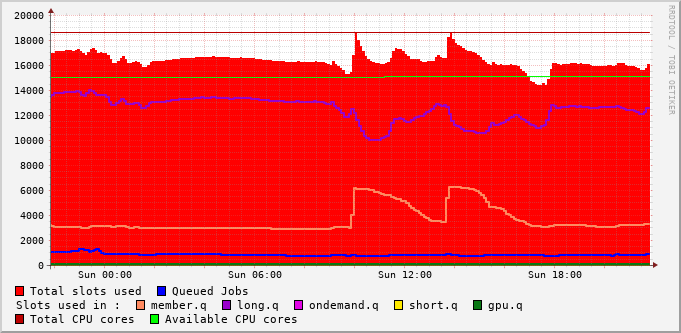 20000
18000
16000
14000
12000
10000
8000
6000
4000
2000
0
Sun 00:00 Sun 06:00 Sun 12:00 Sun 18:00
RRDTOOL / TOBI OETIKER
Total slots used Queued Jobs
Slots used in : member.q long.q ondemand.q short.q gpu.q
Total CPU cores Available CPU cores